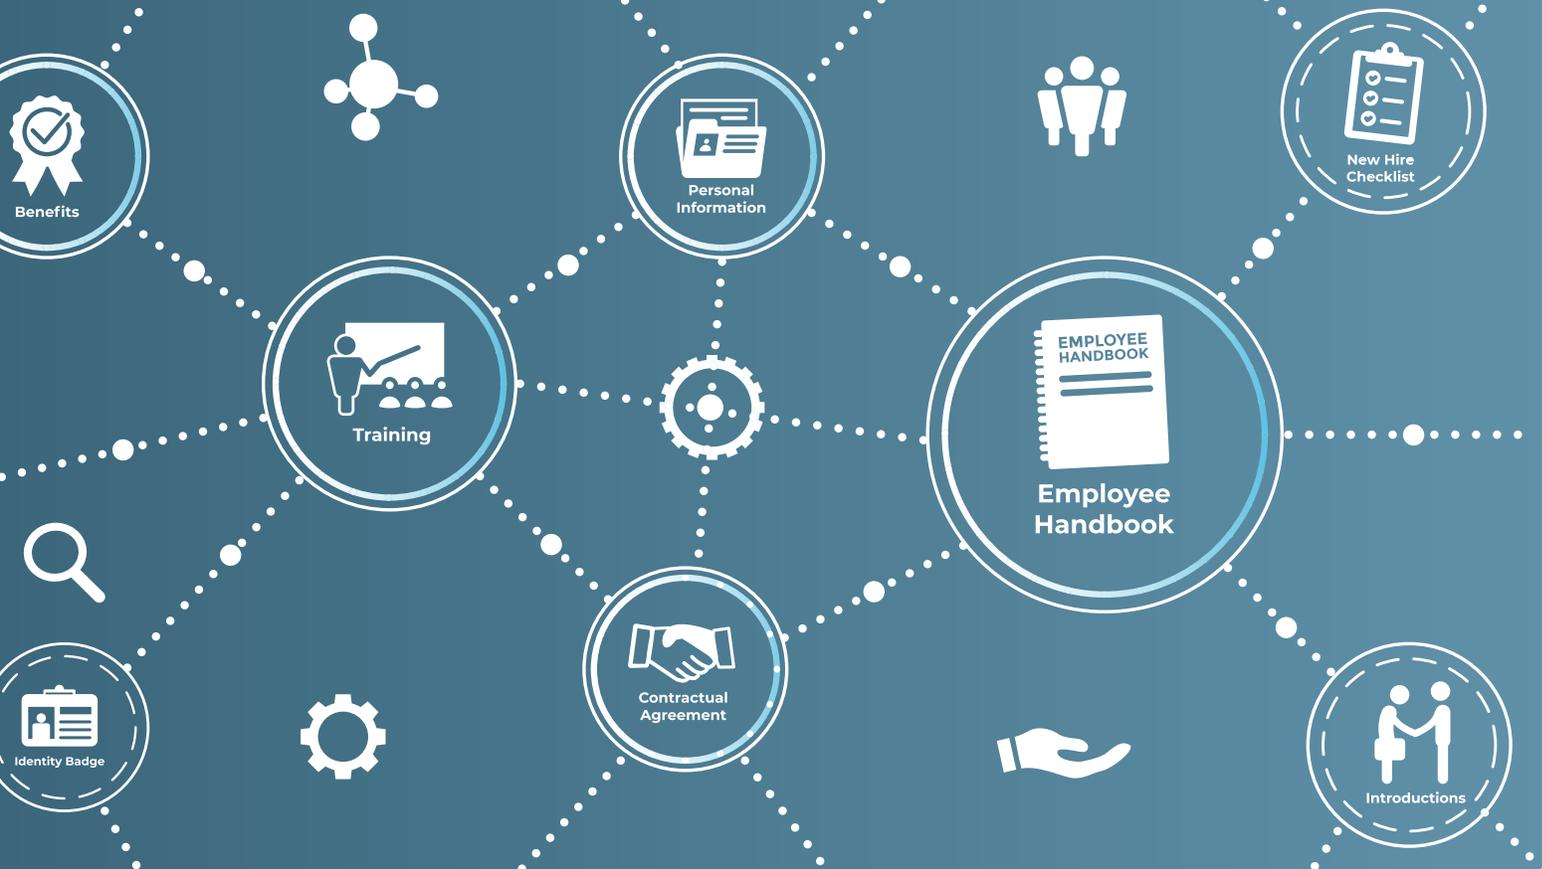 Benefits
Personal
Information
New Hire
Checklist
Training
EMPLOYEE
HANDBOOK
Employee
Handbook
Contractual
Agreement
Identity Badge
Introductions